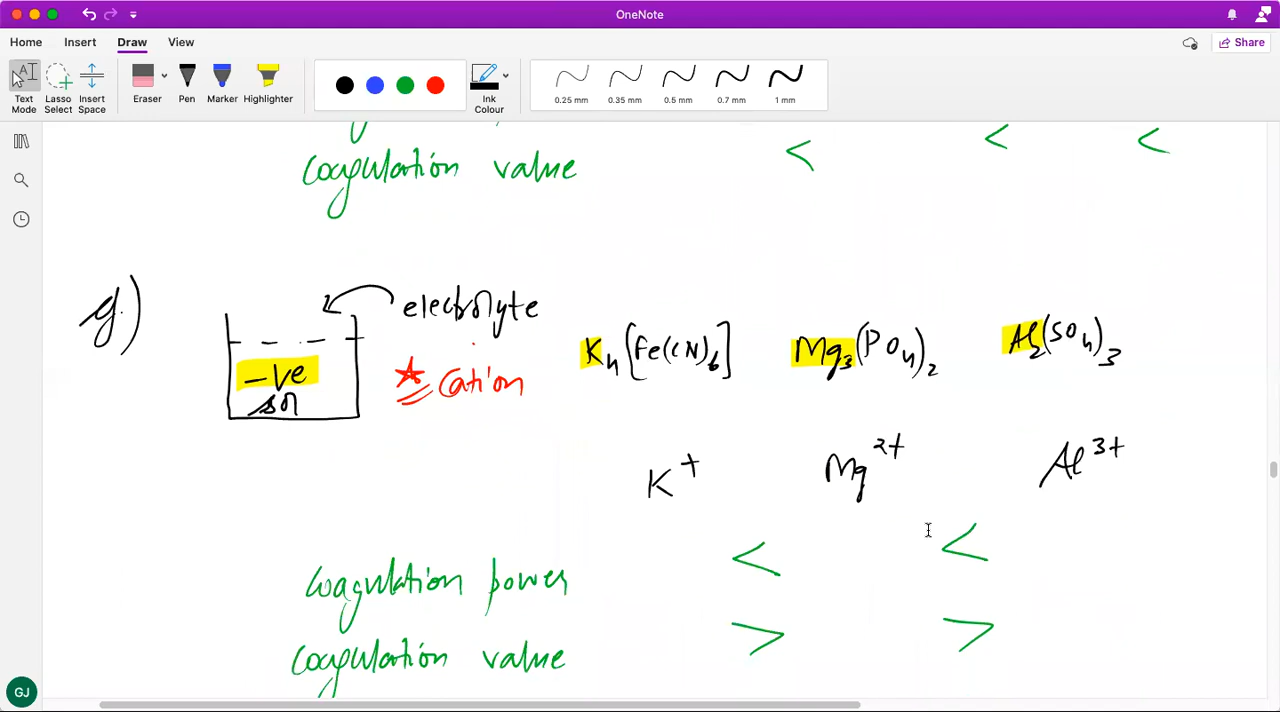 OneNote
Home Insert Draw View
Share
Text Mode
Lasso Select
Insert Space
Eraser
Pen
Marker
Highlighter
Ink Colour
0.25 mm
0.35 mm
0.5 mm
0.7 mm
1 mm
coagulation value < < <
g)
electrolyte
-ve
sol
cation
K4[Fe(CN)6] Mg3(PO4)2 Al2(SO4)3
K+ Mg2+ Al3+
coagulation power < <
coagulation value > >
GJ